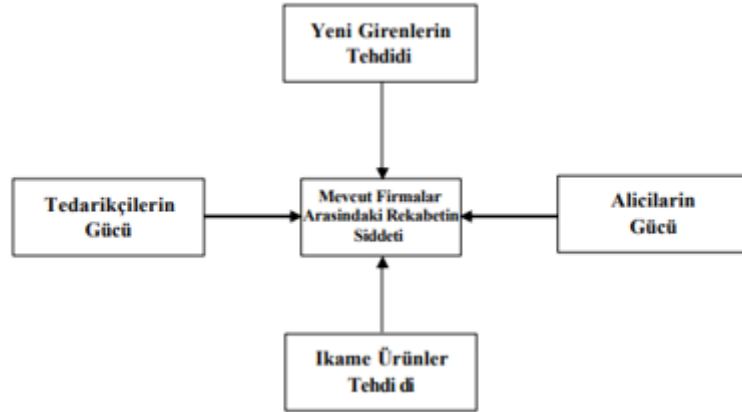 Yeni Girenlerin
Tehdidi
Tedarikçilerin
Gücü
Mevcut Firmalar
Arasindaki Rekabetin
Siddeti
Alicilarin
Gücü
Ikame Ürünler
Tehdi di